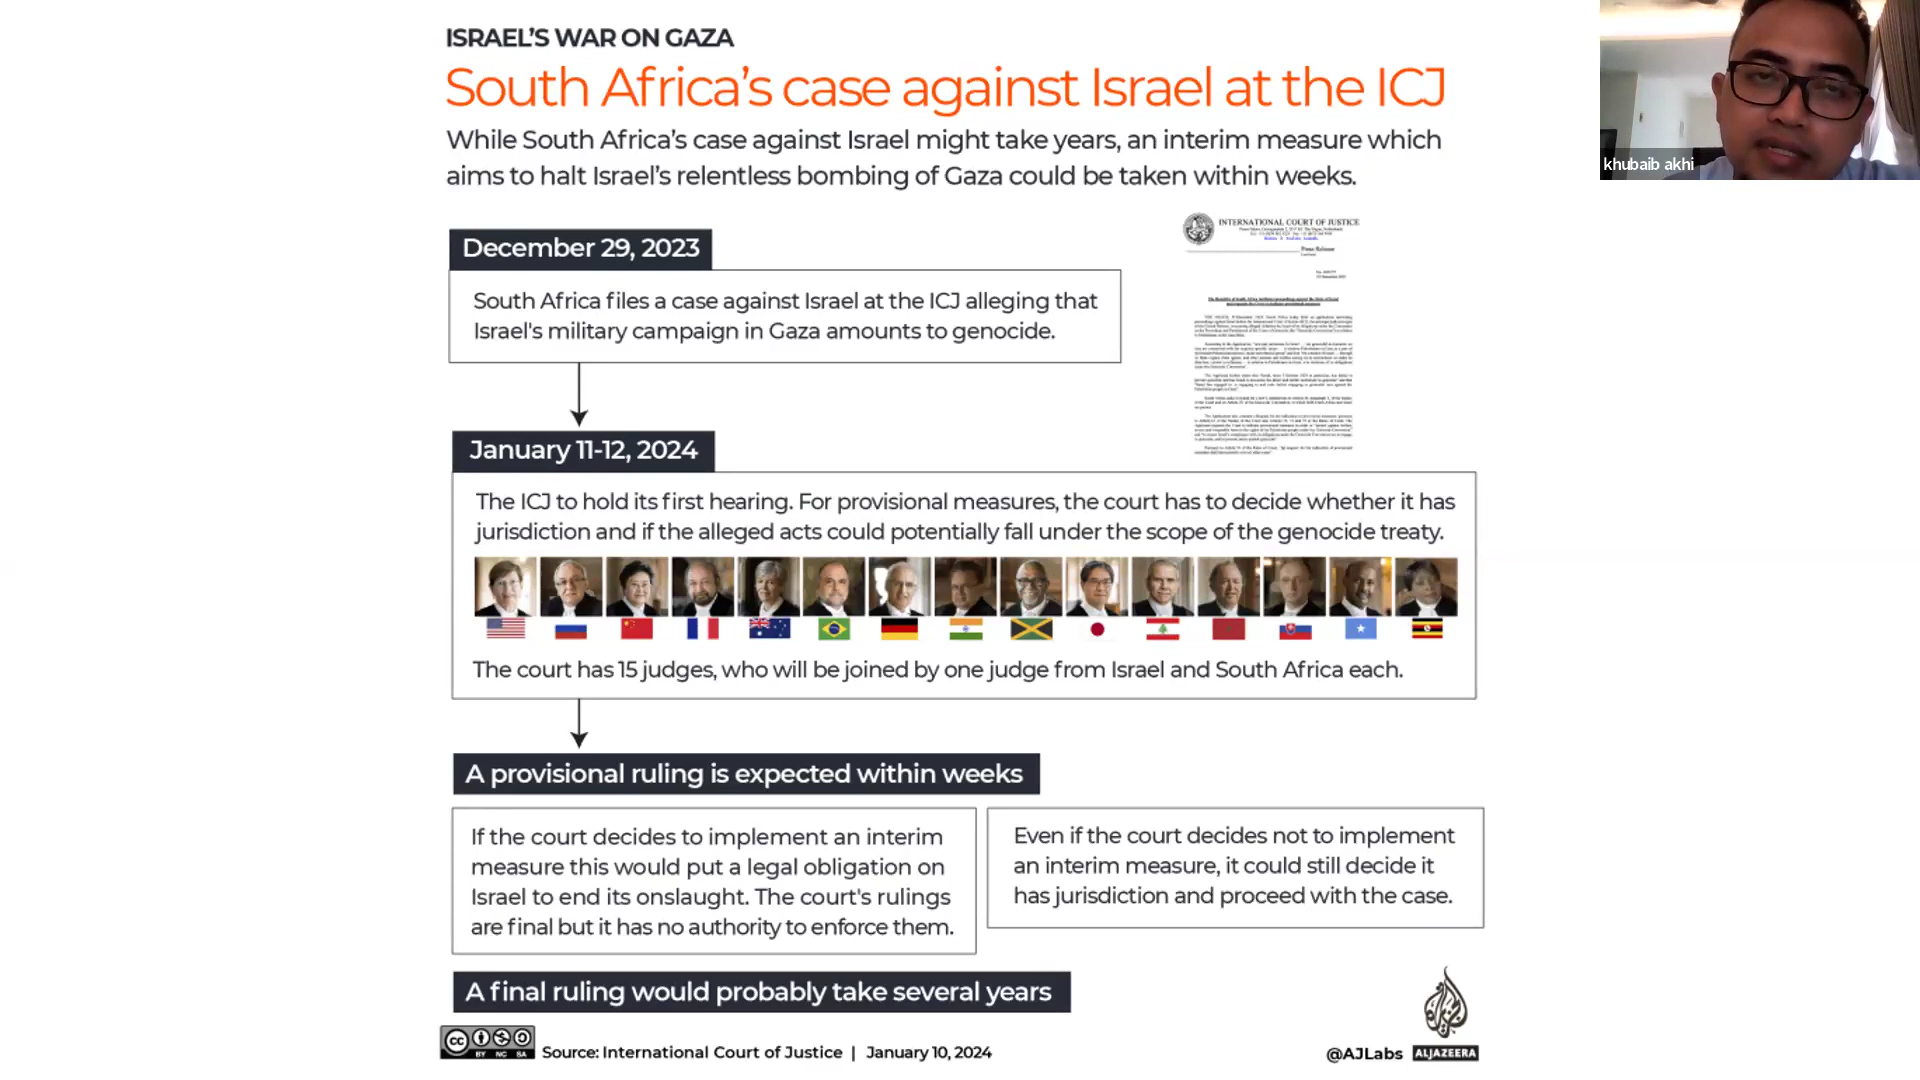 ISRAEL'S WAR ON GAZA
South Africa's case against Israel at the ICJ
While South Africa's case against Israel might take years, an interim measure which
aims to halt Israel's relentless bombing of Gaza could be taken within weeks.
khubaib akhi
INTERNATIONAL COURT OF JUSTICE
Press Release
December 29, 2023
South Africa files a case against Israel at the ICJ alleging that
Israel's military campaign in Gaza amounts to genocide.
January 11-12, 2024
The ICJ to hold its first hearing. For provisional measures, the court has to decide whether it has
jurisdiction and if the alleged acts could potentially fall under the scope of the genocide treaty.
The court has 15 judges, who will be joined by one judge from Israel and South Africa each.
A provisional ruling is expected within weeks
If the court decides to implement an interim
measure this would put a legal obligation on
Israel to end its onslaught. The court's rulings
are final but it has no authority to enforce them.
Even if the court decides not to implement
an interim measure, it could still decide it
has jurisdiction and proceed with the case.
A final ruling would probably take several years
cc BY NC SA
Source: International Court of Justice | January 10, 2024
@AJLabs ALJAZEERA